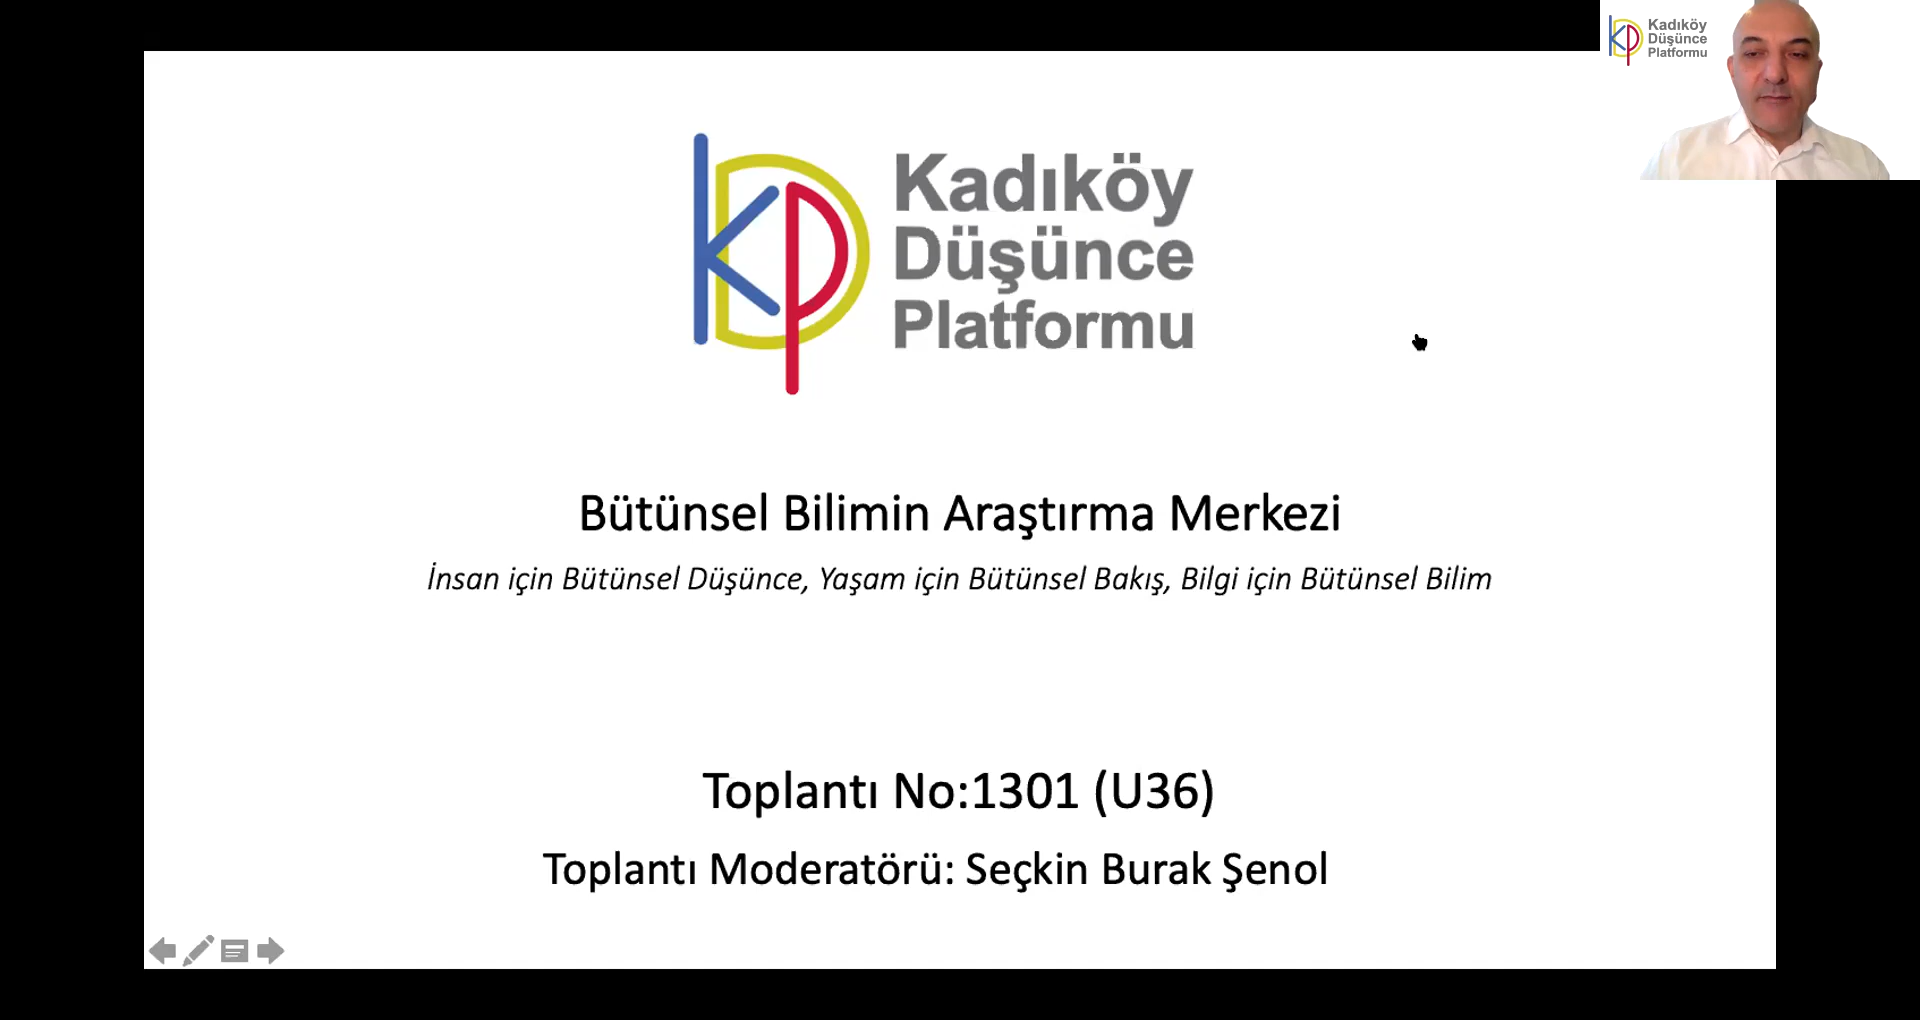 Kadıköy
Düşünce
Platformu
Kadıköy
Düşünce
Platformu
Bütünsel Bilimin Araştırma Merkezi
İnsan için Bütünsel Düşünce, Yaşam için Bütünsel Bakış, Bilgi için Bütünsel Bilim
Toplantı No:1301 (U36)
Toplantı Moderatörü: Seçkin Burak Şenol